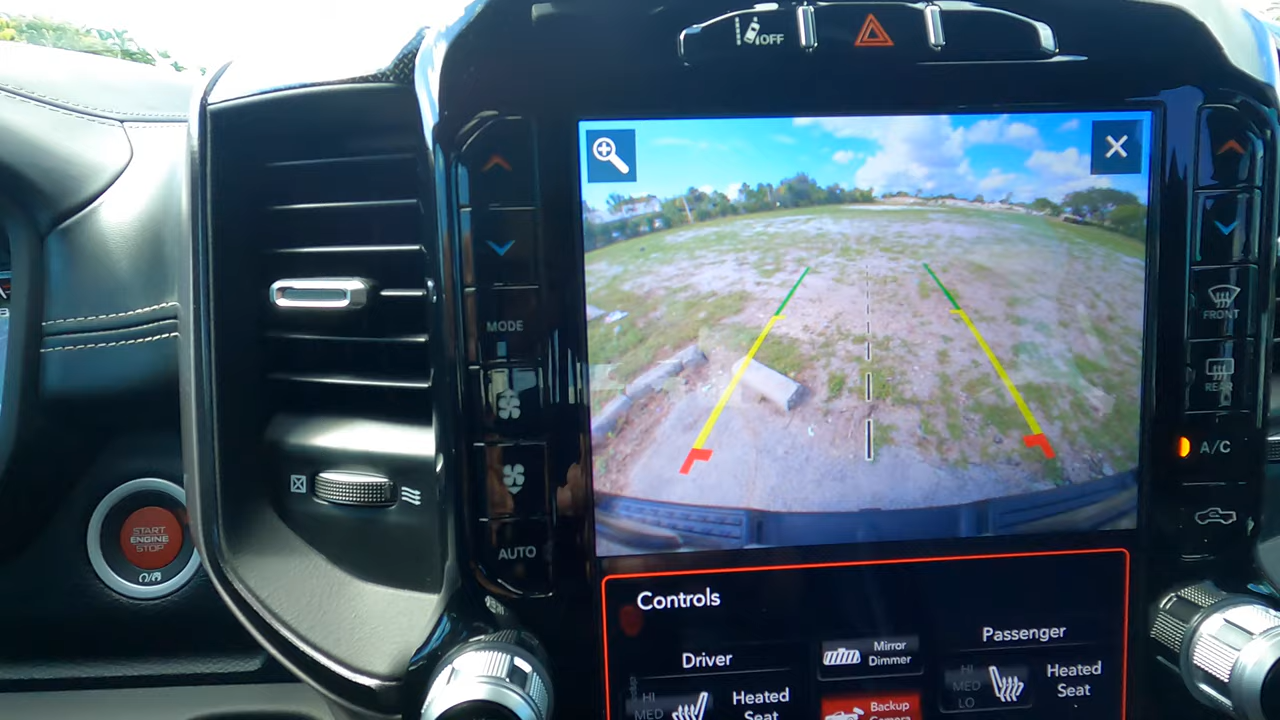 OFF
MODE
AUTO
START
ENGINE
STOP
FRONT
REAR
A/C
Controls
Driver
HI
MED
Heated
Seat
Mirror
Dimmer
Backup
Camera
Passenger
HI
MED
LO
Heated
Seat